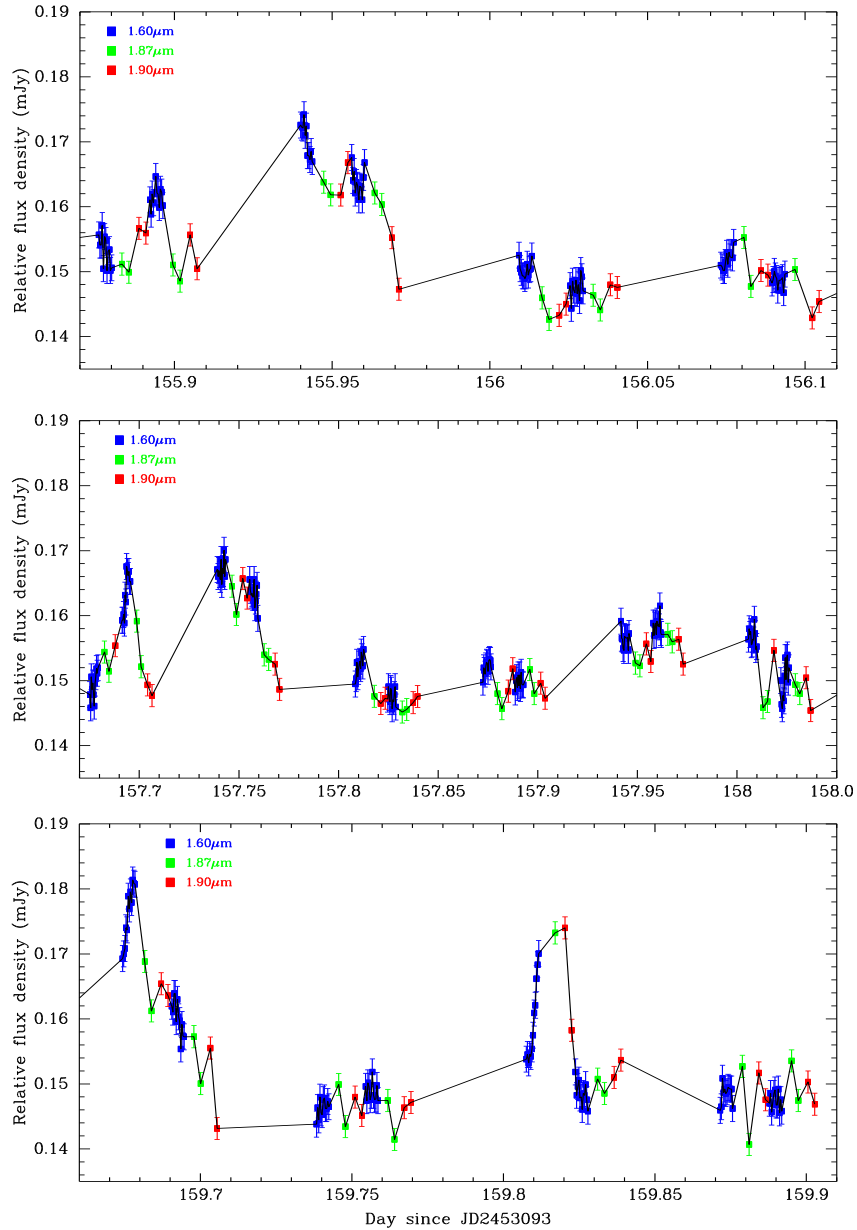 0.19
1.60μm
1.87μm
1.90μm
0.18
0.17
0.16
0.15
0.14
Relative flux density (mJy)
155.9 155.95 156 156.05 156.1
0.19
1.60μm
1.87μm
1.90μm
0.18
0.17
0.16
0.15
0.14
Relative flux density (mJy)
157.7 157.75 157.8 157.85 157.9 157.95 158 158.0
0.19
1.60μm
1.87μm
1.90μm
0.18
0.17
0.16
0.15
0.14
Relative flux density (mJy)
159.7 159.75 159.8 159.85 159.9
Day since JD2453093